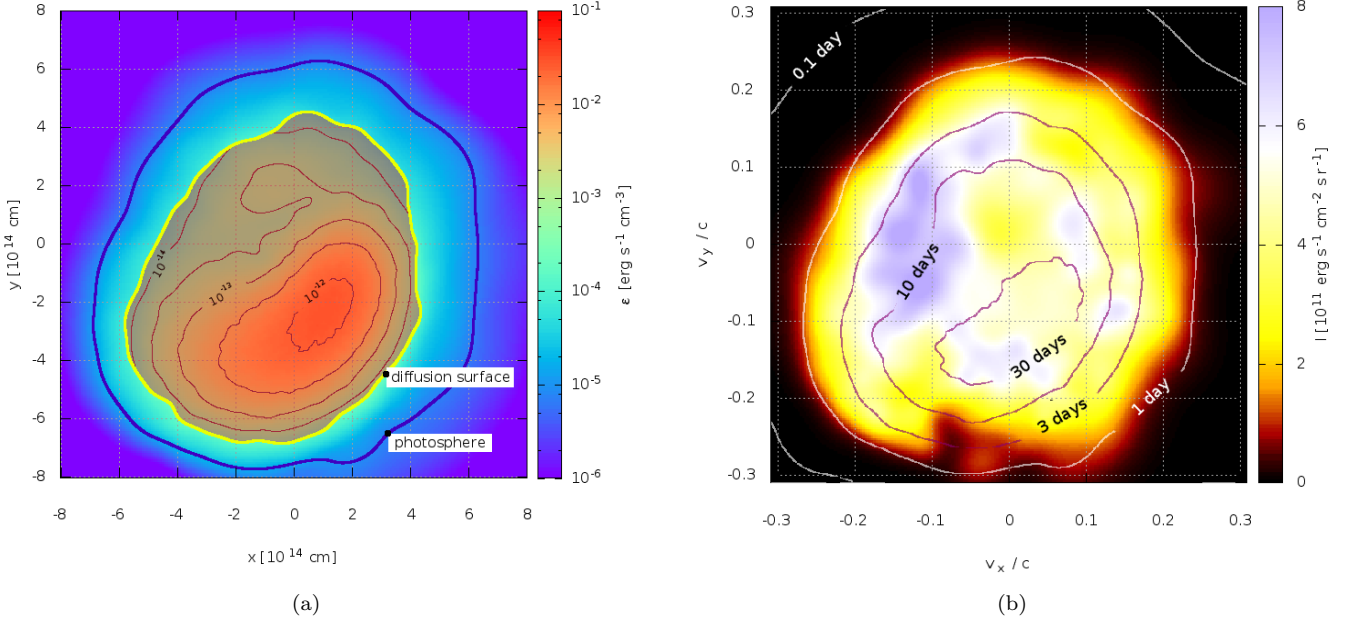 8
6
4
2
0
-2
-4
-6
-8
y [10 14 cm]
-8 -6 -4 -2 0 2 4 6 8
x [10 14 cm]
10-14
10-13
10-12
diffusion surface
photosphere
10-1
10-2
10-3
10-4
10-5
10-6
ε [erg s-1 cm-3]
(a)
0.3
0.2
0.1
0
-0.1
-0.2
-0.3
v y / c
-0.3 -0.2 -0.1 0 0.1 0.2 0.3
v x / c
0.1 day
10 days
30 days
3 days
1 day
8
6
4
2
0
I [1011 erg s-1 cm-2 sr-1]
(b)